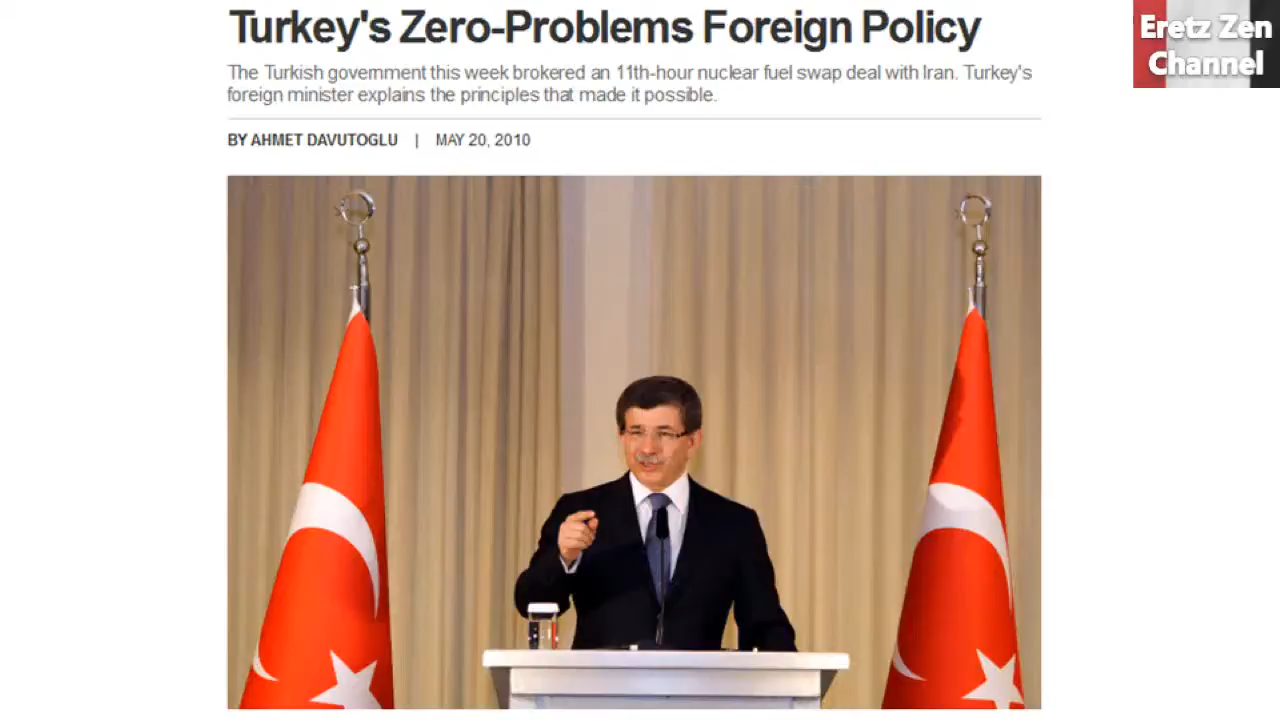 Turkey's Zero-Problems Foreign Policy
The Turkish government this week brokered an 11th-hour nuclear fuel swap deal with Iran. Turkey's
foreign minister explains the principles that made it possible.
BY AHMET DAVUTOGLU | MAY 20, 2010
Eretz Zen
Channel